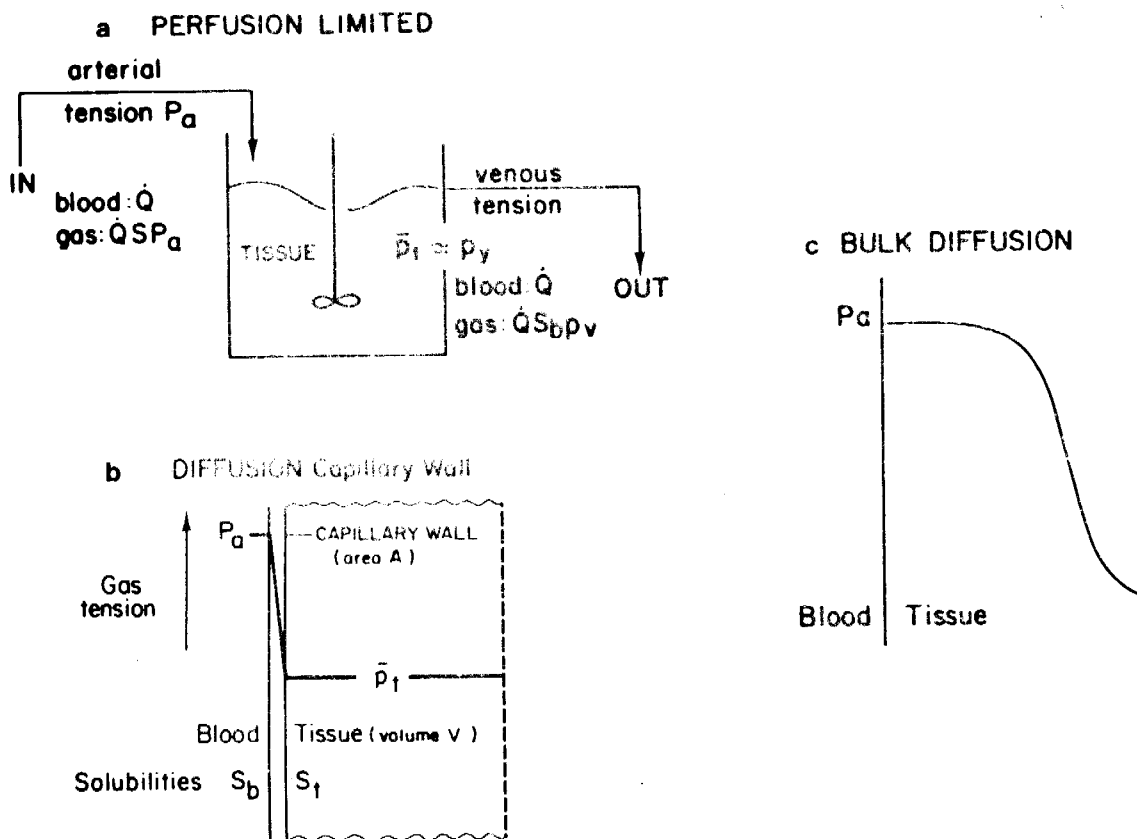 a PERFUSION LIMITED
arterial
tension Pa
IN
blood: Q̇
gas: Q̇SPa
TISSUE
p̄t = pv
venous
tension
blood: Q̇
gas: Q̇Sbpv
OUT
b DIFFUSION Capillary Wall
Pa
CAPILLARY WALL
(area A)
Gas
tension
p̄t
Blood Tissue (volume V)
Solubilities Sb St
c BULK DIFFUSION
Pa
Blood Tissue